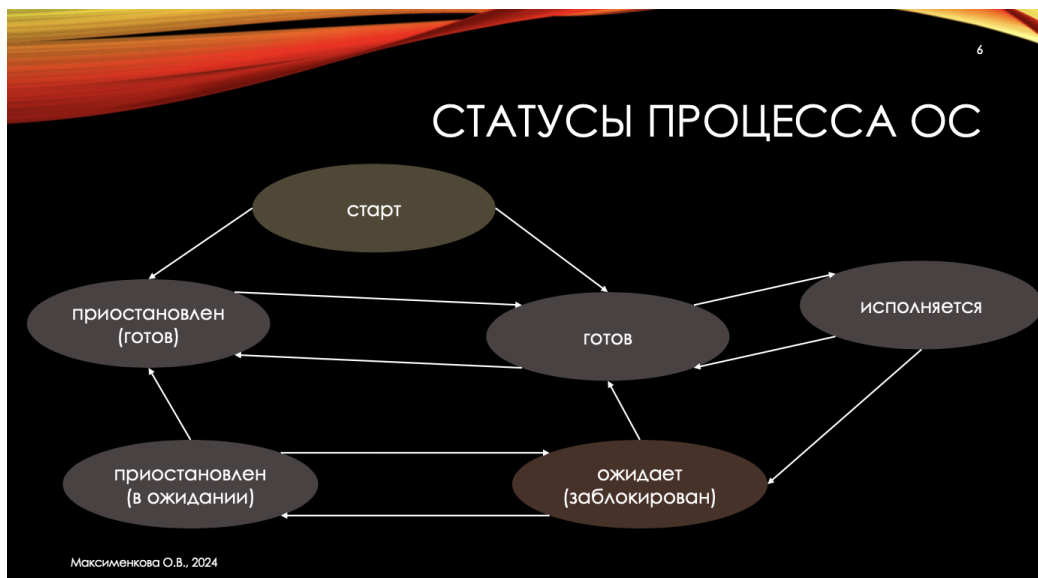 6
СТАТУСЫ ПРОЦЕССА ОС
старт
приостановлен
(готов)
готов
исполняется
приостановлен
(в ожидании)
ожидает
(заблокирован)
Максименкова О.В., 2024